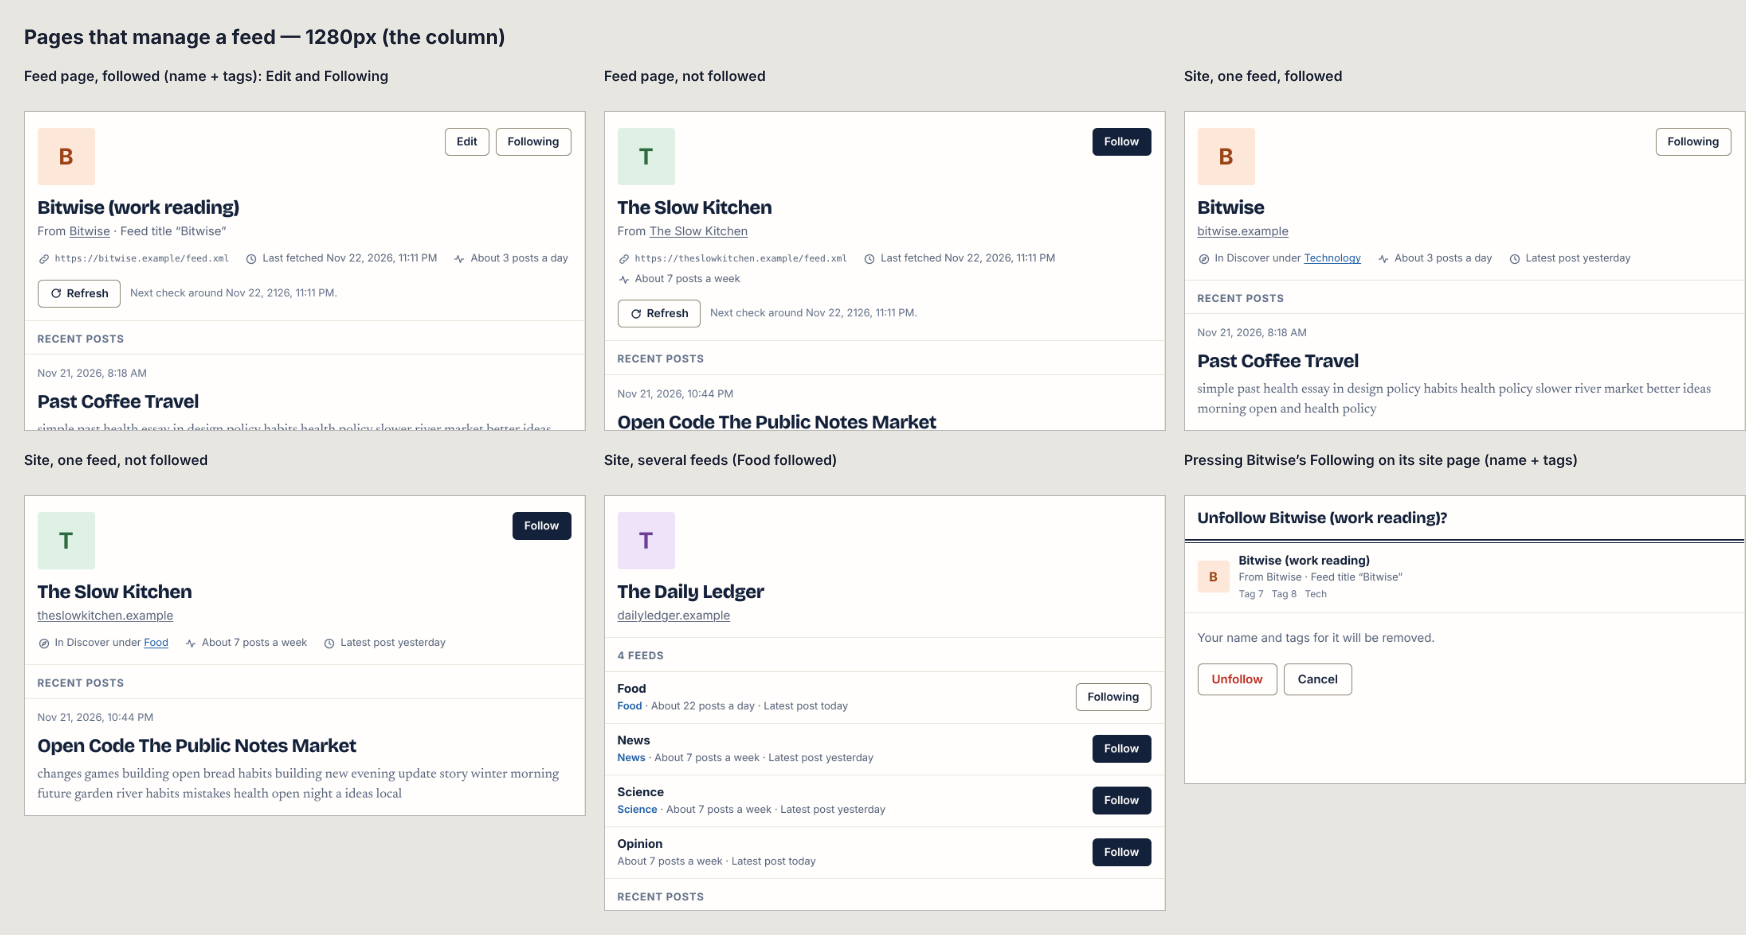 Pages that manage a feed — 1280px (the column)
Feed page, followed (name + tags): Edit and Following
B
Edit
Following
Bitwise (work reading)
From Bitwise · Feed title “Bitwise”
https://bitwise.example/feed.xml Last fetched Nov 22, 2026, 11:11 PM About 3 posts a day
Refresh Next check around Nov 22, 2126, 11:11 PM.
RECENT POSTS
Nov 21, 2026, 8:18 AM
Past Coffee Travel
simple past health essay in design policy habits health policy slower river market better ideas
Feed page, not followed
T
Follow
The Slow Kitchen
From The Slow Kitchen
https://theslowkitchen.example/feed.xml Last fetched Nov 22, 2026, 11:11 PM
About 7 posts a week
Refresh Next check around Nov 22, 2126, 11:11 PM.
RECENT POSTS
Nov 21, 2026, 10:44 PM
Open Code The Public Notes Market
Site, one feed, followed
B
Following
Bitwise
bitwise.example
In Discover under Technology About 3 posts a day Latest post yesterday
RECENT POSTS
Nov 21, 2026, 8:18 AM
Past Coffee Travel
simple past health essay in design policy habits health policy slower river market better ideas
morning open and health policy
Site, one feed, not followed
T
Follow
The Slow Kitchen
theslowkitchen.example
In Discover under Food About 7 posts a week Latest post yesterday
RECENT POSTS
Nov 21, 2026, 10:44 PM
Open Code The Public Notes Market
changes games building open bread habits building new evening update story winter morning
future garden river habits mistakes health open night a ideas local
Site, several feeds (Food followed)
T
The Daily Ledger
dailyledger.example
4 FEEDS
Food
Food · About 22 posts a day · Latest post today
Following
News
News · About 7 posts a week · Latest post yesterday
Follow
Science
Science · About 7 posts a week · Latest post yesterday
Follow
Opinion
About 7 posts a week · Latest post today
Follow
RECENT POSTS
Pressing Bitwise’s Following on its site page (name + tags)
Unfollow Bitwise (work reading)?
B
Bitwise (work reading)
From Bitwise · Feed title “Bitwise”
Tag 7 Tag 8 Tech
Your name and tags for it will be removed.
Unfollow Cancel